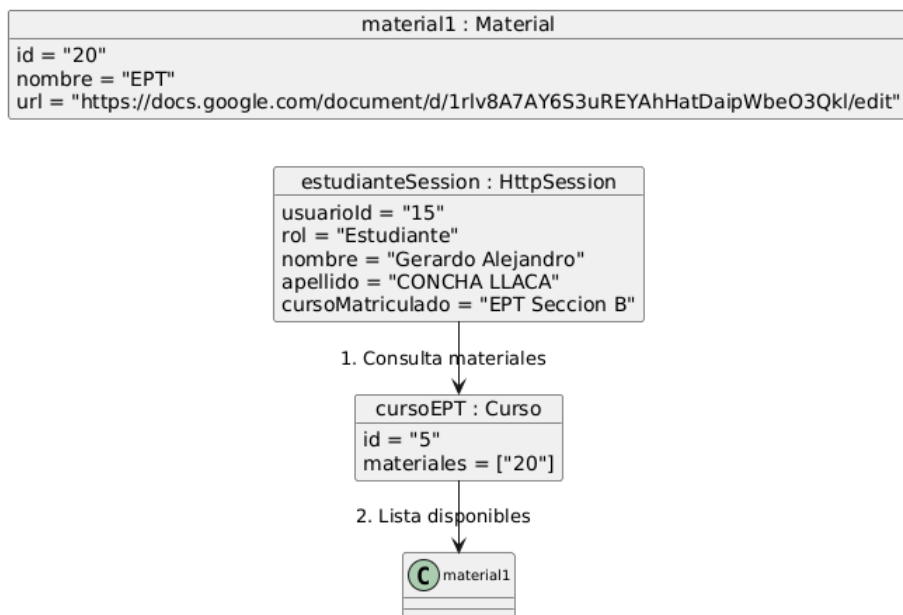 material1 : Material
id = "20"
nombre = "EPT"
url = "https://docs.google.com/document/d/1rlv8A7AY6S3uREYAhHatDaipWbeO3Qkl/edit"
estudianteSession : HttpSession
usuarioId = "15"
rol = "Estudiante"
nombre = "Gerardo Alejandro"
apellido = "CONCHA LLACA"
cursoMatriculado = "EPT Seccion B"
1. Consulta materiales
cursoEPT : Curso
id = "5"
materiales = ["20"]
2. Lista disponibles
C material1